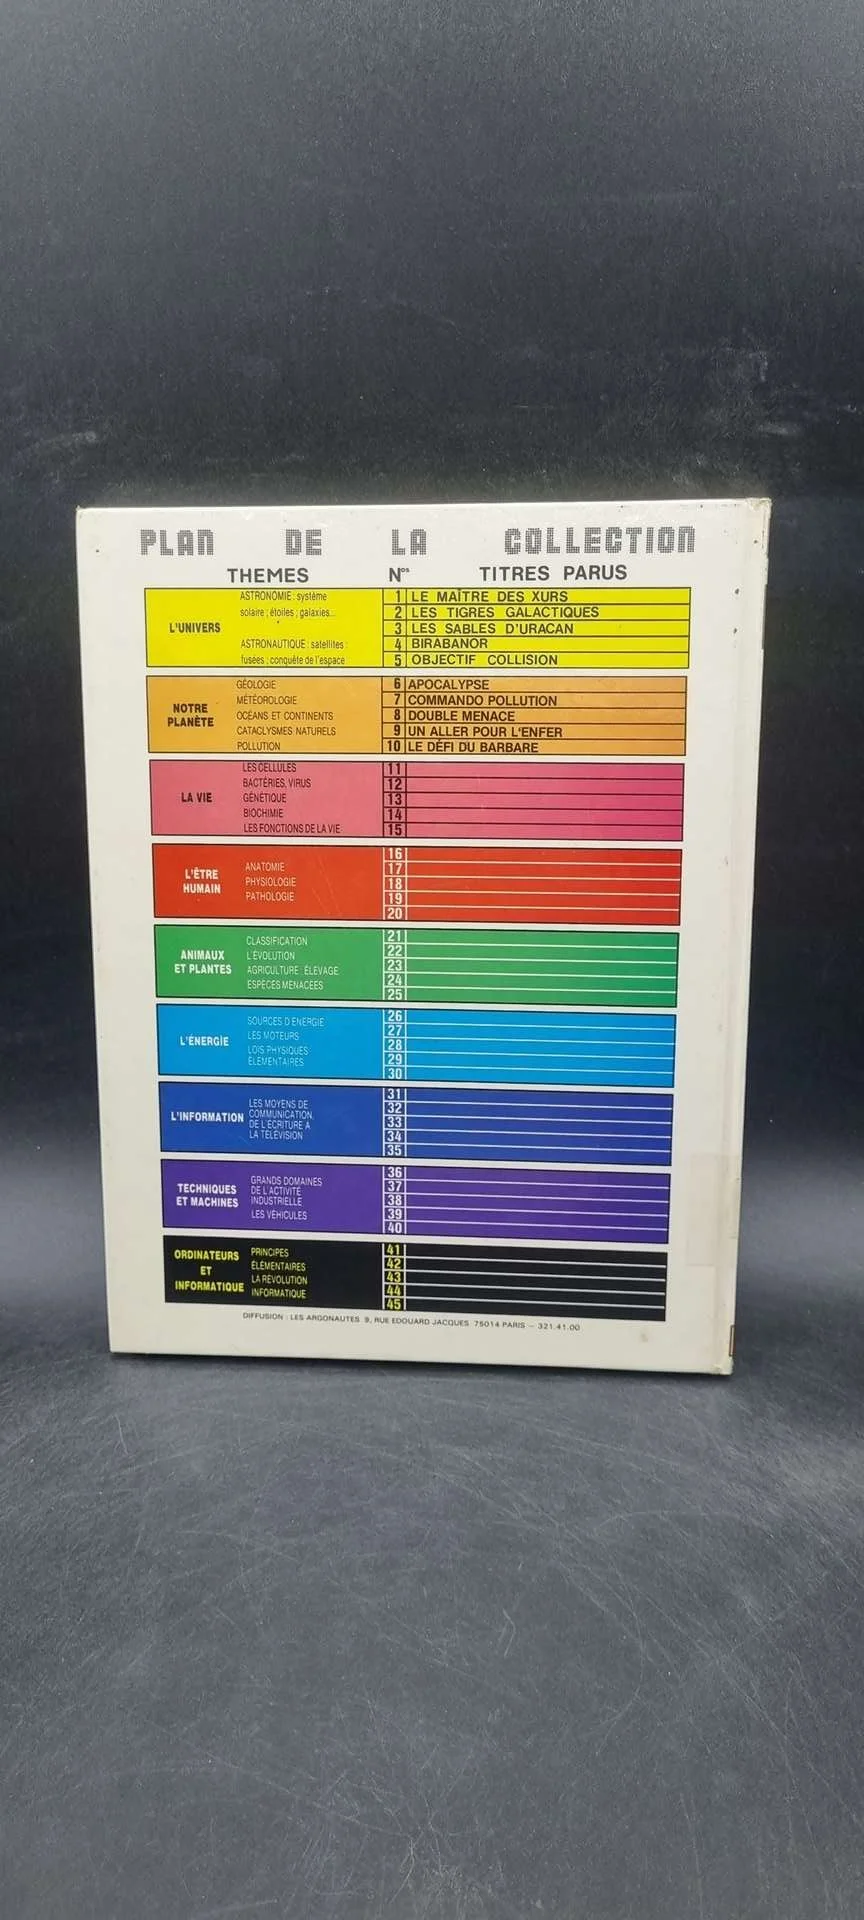 PLAN DE LA COLLECTION
THEMES Nos TITRES PARUS
L'UNIVERS
ASTRONOMIE : système
solaire ; étoiles ; galaxies...
ASTRONAUTIQUE : satellites ;
fusées ; conquête de l'espace
1 LE MAÎTRE DES XURS
2 LES TIGRES GALACTIQUES
3 LES SABLES D'URACAN
4 BIRABANOR
5 OBJECTIF COLLISION
NOTRE
PLANÈTE
GÉOLOGIE
MÉTÉOROLOGIE
OCÉANS ET CONTINENTS
CATACLYSMES NATURELS
POLLUTION
6 APOCALYPSE
7 COMMANDO POLLUTION
8 DOUBLE MENACE
9 UN ALLER POUR L'ENFER
10 LE DÉFI DU BARBARE
LA VIE
LES CELLULES
BACTÉRIES, VIRUS
GÉNÉTIQUE
BIOCHIMIE
LES FONCTIONS DE LA VIE
11
12
13
14
15
L'ÊTRE
HUMAIN
ANATOMIE
PHYSIOLOGIE
PATHOLOGIE
16
17
18
19
20
ANIMAUX
ET PLANTES
CLASSIFICATION
L'ÉVOLUTION
AGRICULTURE ÉLEVAGE
ESPÈCES MENACÉES
21
22
23
24
25
L'ÉNERGIE
SOURCES D'ÉNERGIE
LES MOTEURS
LOIS PHYSIQUES
ÉLÉMENTAIRES
26
27
28
29
30
L'INFORMATION
LES MOYENS DE
COMMUNICATION,
DE L'ÉCRITURE A
LA TÉLÉVISION
31
32
33
34
35
TECHNIQUES
ET MACHINES
GRANDS DOMAINES
DE L'ACTIVITÉ
INDUSTRIELLE
LES VÉHICULES
36
37
38
39
40
ORDINATEURS
ET
INFORMATIQUE
PRINCIPES
ÉLÉMENTAIRES
LA RÉVOLUTION
INFORMATIQUE
41
42
43
44
45
DIFFUSION : LES ARGONAUTES 9, RUE EDOUARD JACQUES 75014 PARIS – 321.41.00